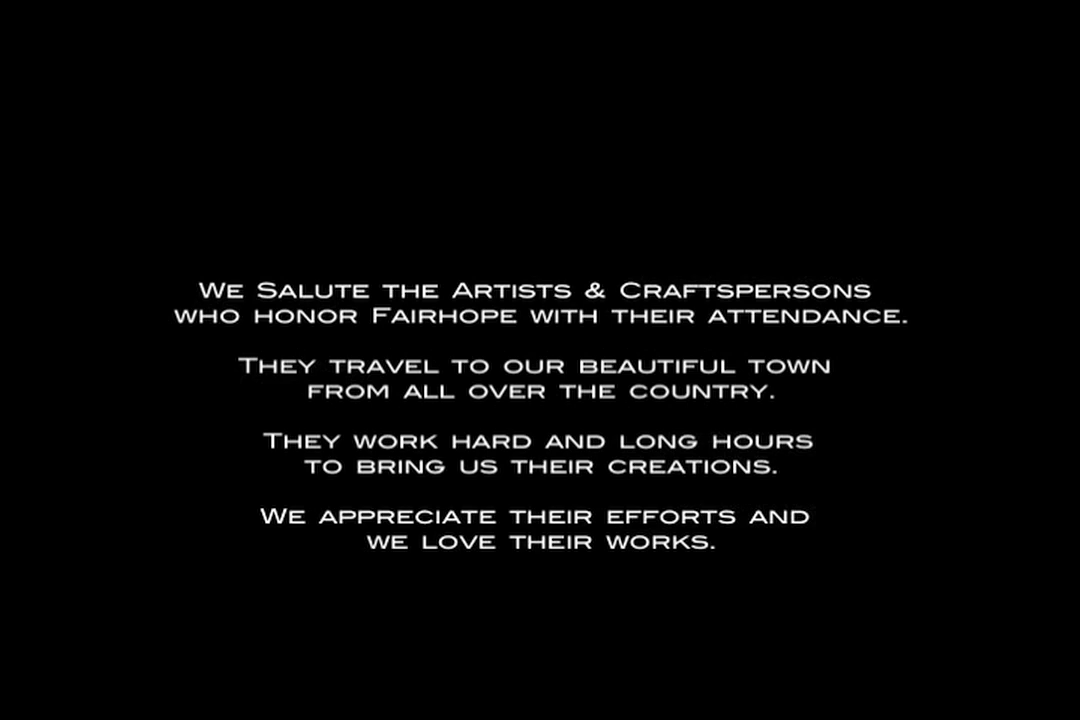 We Salute the Artists & Craftspersons
who honor Fairhope with their attendance.
They travel to our beautiful town
from all over the country.
They work hard and long hours
to bring us their creations.
We appreciate their efforts and
we love their works.